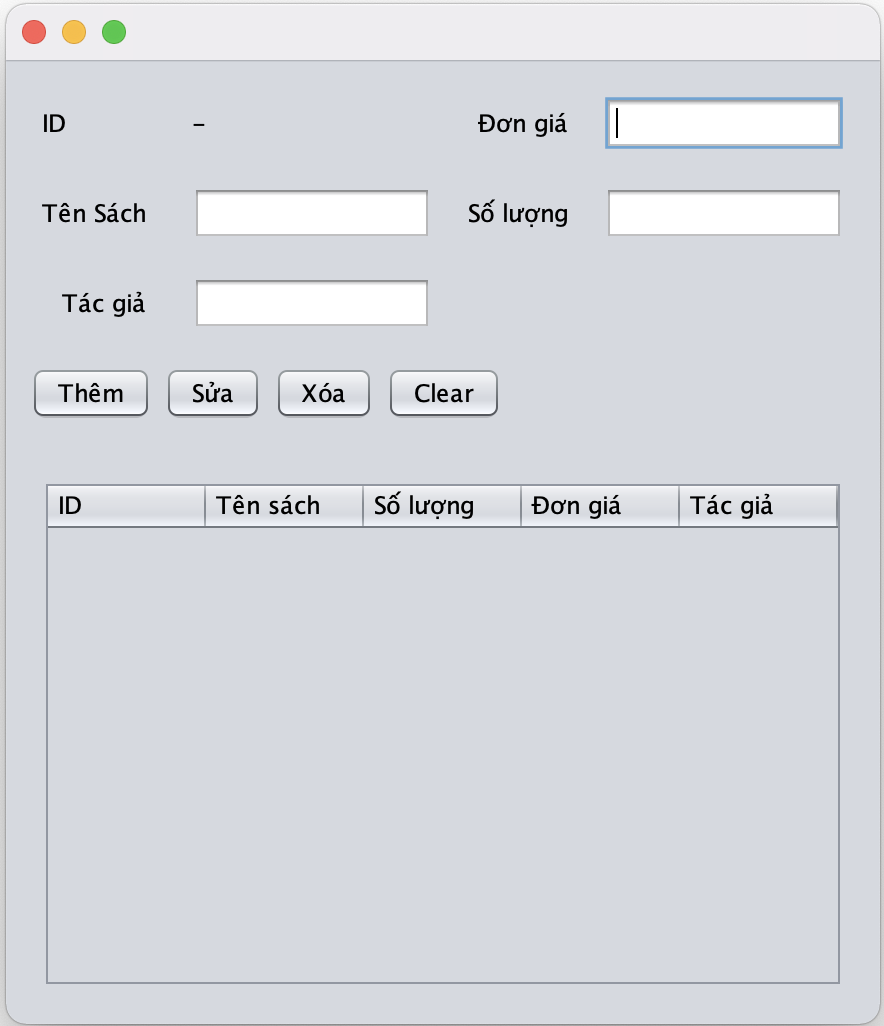 ID – Đơn giá
Tên Sách Số lượng
Tác giả
Thêm Sửa Xóa Clear
ID Tên sách Số lượng Đơn giá Tác giả